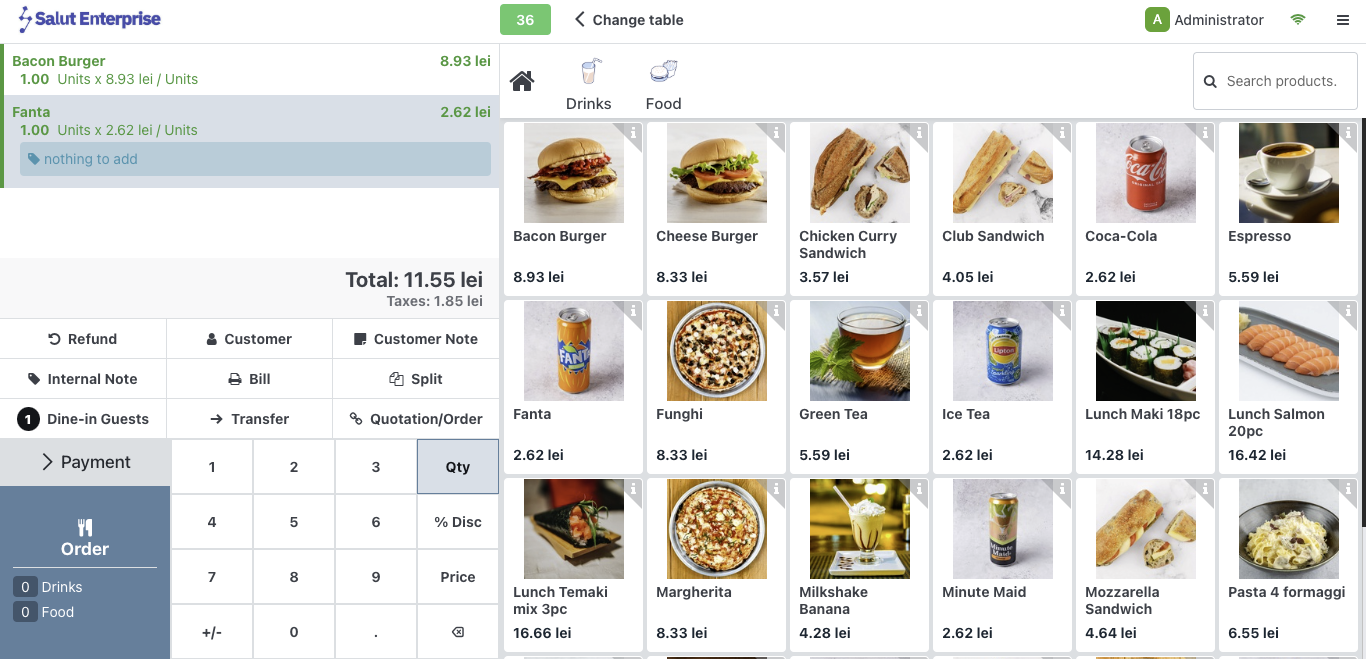 Salut Enterprise
36
Change table
A Administrator
Bacon Burger 8.93 lei
1.00 Units x 8.93 lei / Units
Fanta 2.62 lei
1.00 Units x 2.62 lei / Units
nothing to add
Total: 11.55 lei
Taxes: 1.85 lei
Refund
Customer
Customer Note
Internal Note
Bill
Split
1 Dine-in Guests
Transfer
Quotation/Order
Payment
Order
0 Drinks
0 Food
1 2 3 Qty
4 5 6 % Disc
7 8 9 Price
+/- 0 .
Drinks
Food
Search products.
Bacon Burger
8.93 lei
Cheese Burger
8.33 lei
Chicken Curry
Sandwich
3.57 lei
Club Sandwich
4.05 lei
Coca-Cola
2.62 lei
Espresso
5.59 lei
Fanta
2.62 lei
Funghi
8.33 lei
Green Tea
5.59 lei
Ice Tea
2.62 lei
Lunch Maki 18pc
14.28 lei
Lunch Salmon
20pc
16.42 lei
Lunch Temaki
mix 3pc
16.66 lei
Margherita
8.33 lei
Milkshake
Banana
4.28 lei
Minute Maid
2.62 lei
Mozzarella
Sandwich
4.64 lei
Pasta 4 formaggi
6.55 lei
Coca-Cola
FANTA
Lipton
Minute
Maid